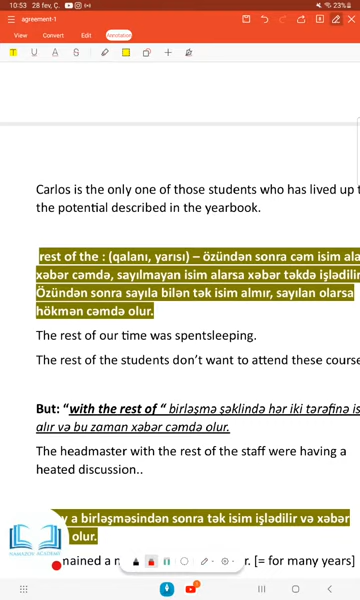 10:53 28 fev, Ç. 23%
agreement-1
View Convert Edit Annotation
T U A S
Carlos is the only one of those students who has lived up t
the potential described in the yearbook.
rest of the : (qalanı, yarısı) – özündən sonra cəm isim ala
xəbər cəmdə, sayılmayan isim alarsa xəbər təkdə işlədilir
Özündən sonra sayıla bilən tək isim almır, sayılan olarsa
hökmən cəmdə olur.
The rest of our time was spentsleeping.
The rest of the students don’t want to attend these course
But: “with the rest of “ birləşmə şəklində hər iki tərəfinə is
alır və bu zaman xəbər cəmdə olur.
The headmaster with the rest of the staff were having a
heated discussion..
y a birləşməsindən sonra tək isim işlədilir və xəbər
olur.
NAMAZOV ACADEMY
mained a r. [= for many years]